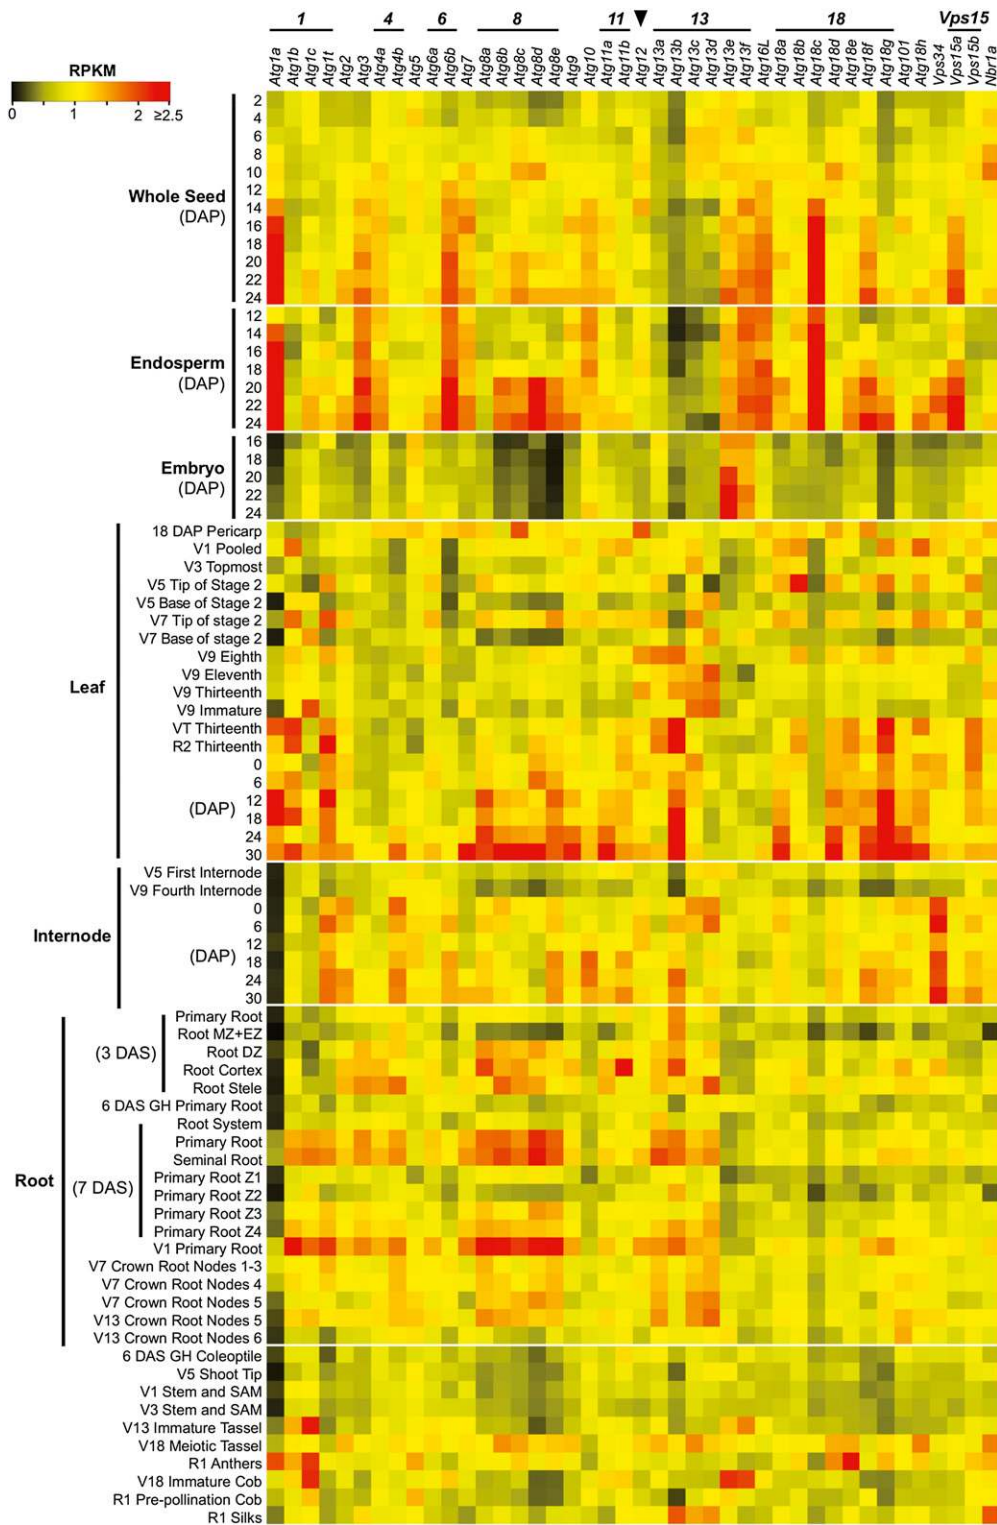 1 4 6 8 11 ▼ 13 18 Vps15
Atg1a Atg1b Atg1c Atg1t Atg2 Atg3 Atg4a Atg4b Atg5 Atg6a Atg6b Atg7 Atg8a Atg8b Atg8c Atg8d Atg8e Atg9 Atg10 Atg11a Atg11b Atg12 Atg13a Atg13b Atg13c Atg13d Atg13e Atg13f Atg16L Atg18a Atg18b Atg18c Atg18d Atg18e Atg18f Atg18g Atg101 Atg18h Vps34 Vps15a Vps15b Nbr1a
RPKM
0 1 2 ≥2.5
Whole Seed
(DAP)
2
4
6
8
10
12
14
16
18
20
22
24
Endosperm
(DAP)
12
14
16
18
20
22
24
Embryo
(DAP)
16
18
20
22
24
Leaf
18 DAP Pericarp
V1 Pooled
V3 Topmost
V5 Tip of Stage 2
V5 Base of Stage 2
V7 Tip of stage 2
V7 Base of stage 2
V9 Eighth
V9 Eleventh
V9 Thirteenth
V9 Immature
VT Thirteenth
R2 Thirteenth
(DAP)
0
6
12
18
24
30
Internode
V5 First Internode
V9 Fourth Internode
(DAP)
0
6
12
18
24
30
Root
(3 DAS)
Primary Root
Root MZ+EZ
Root DZ
Root Cortex
Root Stele
6 DAS GH Primary Root
(7 DAS)
Root System
Primary Root
Seminal Root
Primary Root Z1
Primary Root Z2
Primary Root Z3
Primary Root Z4
V1 Primary Root
V7 Crown Root Nodes 1-3
V7 Crown Root Nodes 4
V7 Crown Root Nodes 5
V13 Crown Root Nodes 5
V13 Crown Root Nodes 6
6 DAS GH Coleoptile
V5 Shoot Tip
V1 Stem and SAM
V3 Stem and SAM
V13 Immature Tassel
V18 Meiotic Tassel
R1 Anthers
V18 Immature Cob
R1 Pre-pollination Cob
R1 Silks